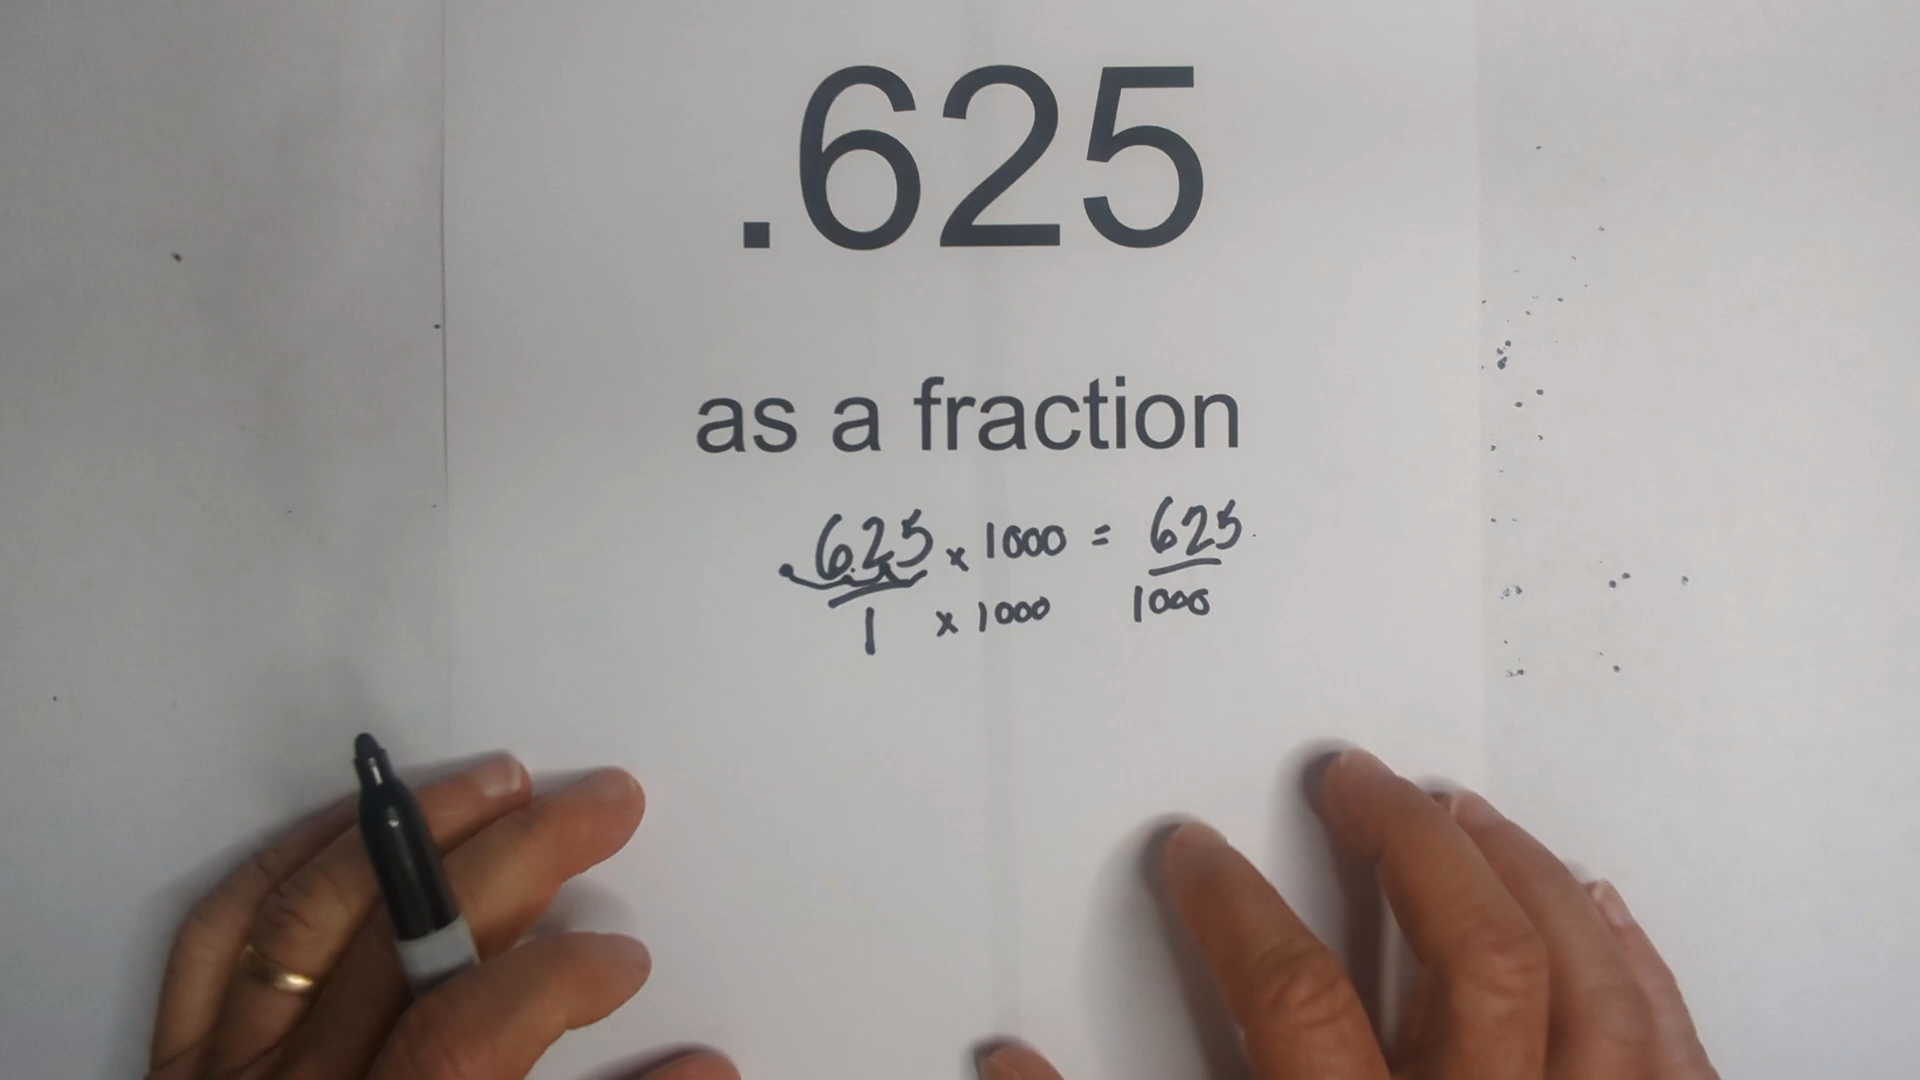 .625
as a fraction
.625 x 1000 = 625
1 x 1000 1000